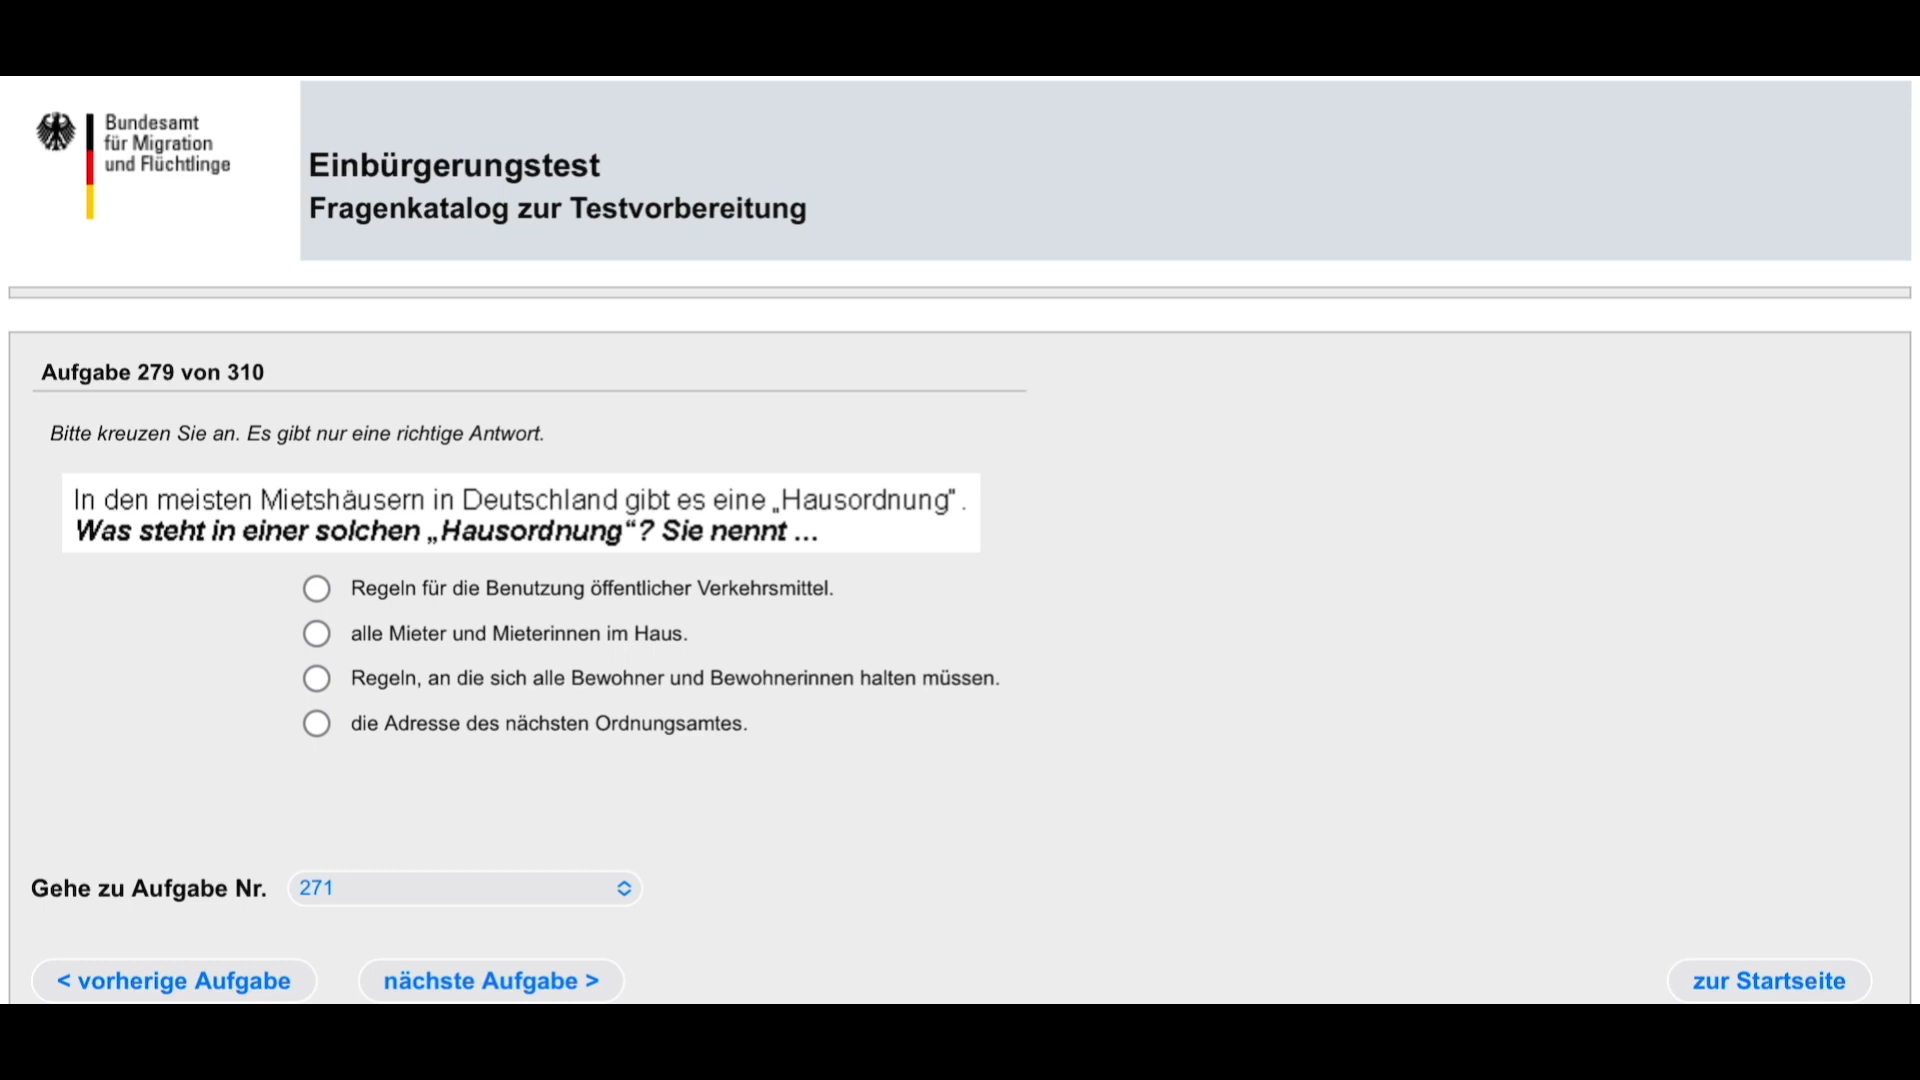 Bundesamt
für Migration
und Flüchtlinge
Einbürgerungstest
Fragenkatalog zur Testvorbereitung
Aufgabe 279 von 310
Bitte kreuzen Sie an. Es gibt nur eine richtige Antwort.
In den meisten Mietshäusern in Deutschland gibt es eine „Hausordnung".
Was steht in einer solchen „Hausordnung“? Sie nennt ...
Regeln für die Benutzung öffentlicher Verkehrsmittel.
alle Mieter und Mieterinnen im Haus.
Regeln, an die sich alle Bewohner und Bewohnerinnen halten müssen.
die Adresse des nächsten Ordnungsamtes.
Gehe zu Aufgabe Nr. 271
< vorherige Aufgabe nächste Aufgabe > zur Startseite